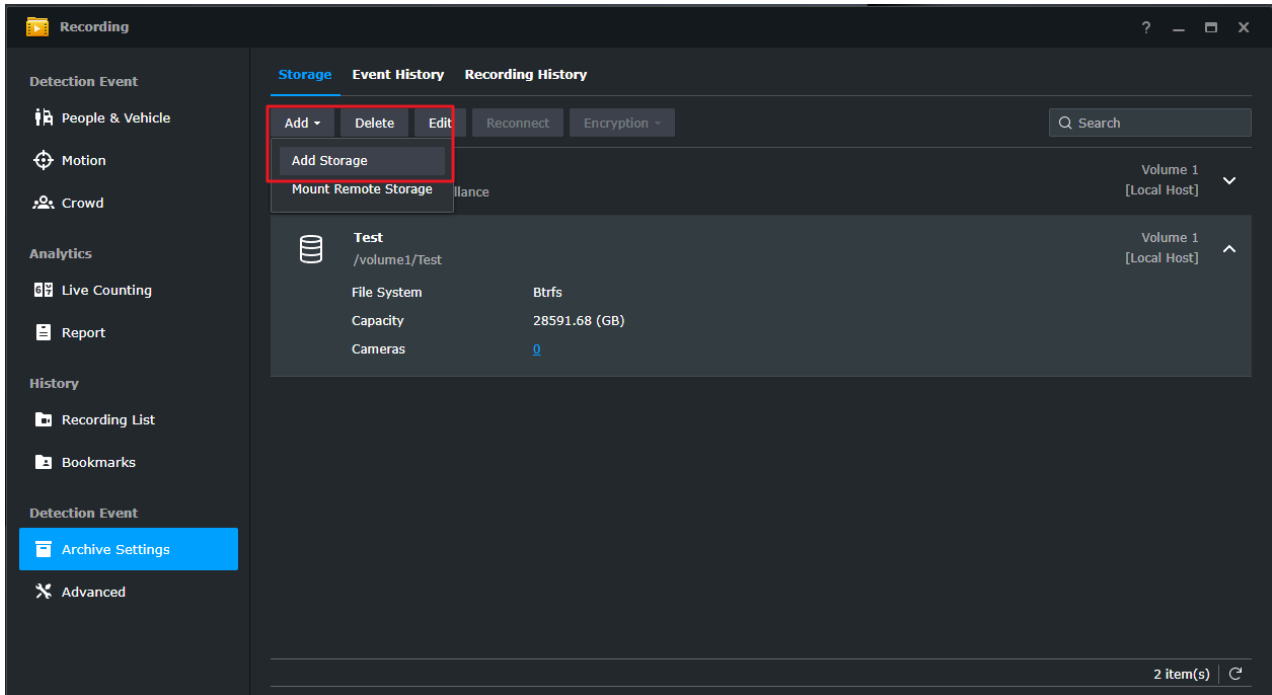 Recording
?
Detection Event
People & Vehicle
Motion
Crowd
Analytics
Live Counting
Report
History
Recording List
Bookmarks
Detection Event
Archive Settings
Advanced
Storage Event History Recording History
Add Delete Edit Reconnect Encryption
Search
Add Storage
Mount Remote Storage
llance
Volume 1
[Local Host]
Test
/volume1/Test
Volume 1
[Local Host]
File System Btrfs
Capacity 28591.68 (GB)
Cameras 0
2 item(s)